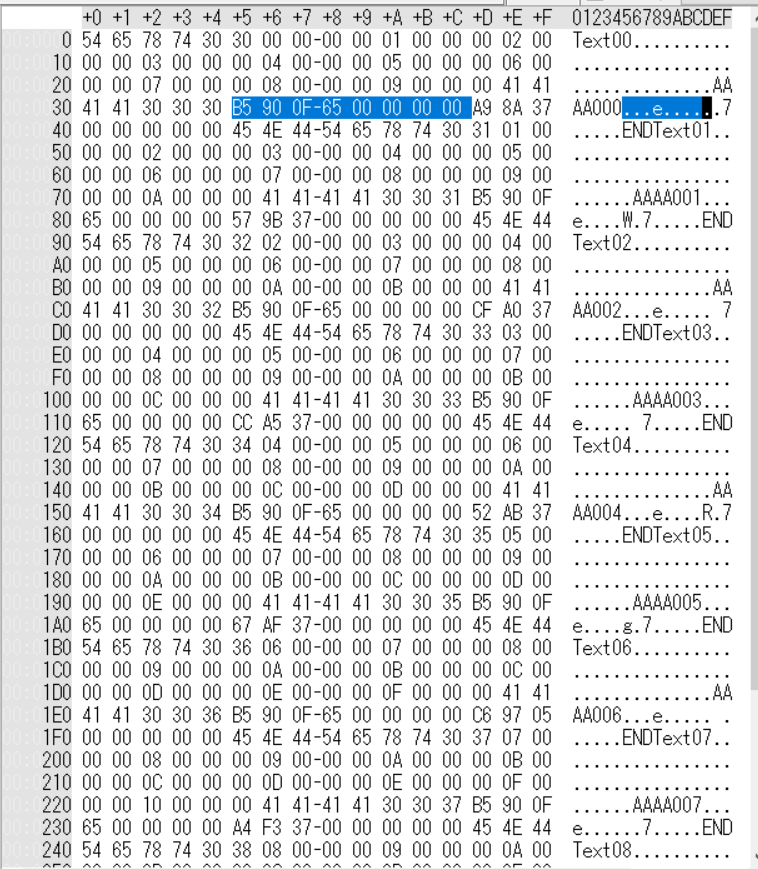 +0 +1 +2 +3 +4 +5 +6 +7 +8 +9 +A +B +C +D +E +F 0123456789ABCDEF
0 54 65 78 74 30 30 00 00-00 00 01 00 00 00 02 00 Text00..........
10 00 00 03 00 00 00 04 00-00 00 05 00 00 00 06 00 ................
20 00 00 07 00 00 00 08 00-00 00 09 00 00 00 41 41 ..............AA
30 41 41 30 30 30 B5 90 0F-65 00 00 00 00 A9 8A 37 AA000...e......7
40 00 00 00 00 00 45 4E 44-54 65 78 74 30 31 01 00 .....ENDText01..
50 00 00 02 00 00 00 03 00-00 00 04 00 00 00 05 00 ................
60 00 00 06 00 00 00 07 00-00 00 08 00 00 00 09 00 ................
70 00 00 0A 00 00 00 41 41-41 41 30 30 31 B5 90 0F ......AAAA001...
80 65 00 00 00 00 57 9B 37-00 00 00 00 00 45 4E 44 e....W.7.....END
90 54 65 78 74 30 32 02 00-00 00 03 00 00 00 04 00 Text02..........
A0 00 00 05 00 00 00 06 00-00 00 07 00 00 00 08 00 ................
B0 00 00 09 00 00 00 0A 00-00 00 0B 00 00 00 41 41 ..............AA
C0 41 41 30 30 32 B5 90 0F-65 00 00 00 00 CF A0 37 AA002...e..... 7
D0 00 00 00 00 00 45 4E 44-54 65 78 74 30 33 03 00 .....ENDText03..
E0 00 00 04 00 00 00 05 00-00 00 06 00 00 00 07 00 ................
F0 00 00 08 00 00 00 09 00-00 00 0A 00 00 00 0B 00 ................
100 00 00 0C 00 00 00 41 41-41 41 30 30 33 B5 90 0F ......AAAA003...
110 65 00 00 00 00 CC A5 37-00 00 00 00 00 45 4E 44 e..... 7.....END
120 54 65 78 74 30 34 04 00-00 00 05 00 00 00 06 00 Text04..........
130 00 00 07 00 00 00 08 00-00 00 09 00 00 00 0A 00 ................
140 00 00 0B 00 00 00 0C 00-00 00 0D 00 00 00 41 41 ..............AA
150 41 41 30 30 34 B5 90 0F-65 00 00 00 00 52 AB 37 AA004...e....R.7
160 00 00 00 00 00 45 4E 44-54 65 78 74 30 35 05 00 .....ENDText05..
170 00 00 06 00 00 00 07 00-00 00 08 00 00 00 09 00 ................
180 00 00 0A 00 00 00 0B 00-00 00 0C 00 00 00 0D 00 ................
190 00 00 0E 00 00 00 41 41-41 41 30 30 35 B5 90 0F ......AAAA005...
1A0 65 00 00 00 00 67 AF 37-00 00 00 00 00 45 4E 44 e....g.7.....END
1B0 54 65 78 74 30 36 06 00-00 00 07 00 00 00 08 00 Text06..........
1C0 00 00 09 00 00 00 0A 00-00 00 0B 00 00 00 0C 00 ................
1D0 00 00 0D 00 00 00 0E 00-00 00 0F 00 00 00 41 41 ..............AA
1E0 41 41 30 30 36 B5 90 0F-65 00 00 00 00 C6 97 05 AA006...e..... .
1F0 00 00 00 00 00 45 4E 44-54 65 78 74 30 37 07 00 .....ENDText07..
200 00 00 08 00 00 00 09 00-00 00 0A 00 00 00 0B 00 ................
210 00 00 0C 00 00 00 0D 00-00 00 0E 00 00 00 0F 00 ................
220 00 00 10 00 00 00 41 41-41 41 30 30 37 B5 90 0F ......AAAA007...
230 65 00 00 00 00 A4 F3 37-00 00 00 00 00 45 4E 44 e......7.....END
240 54 65 78 74 30 38 08 00-00 00 09 00 00 00 0A 00 Text08..........